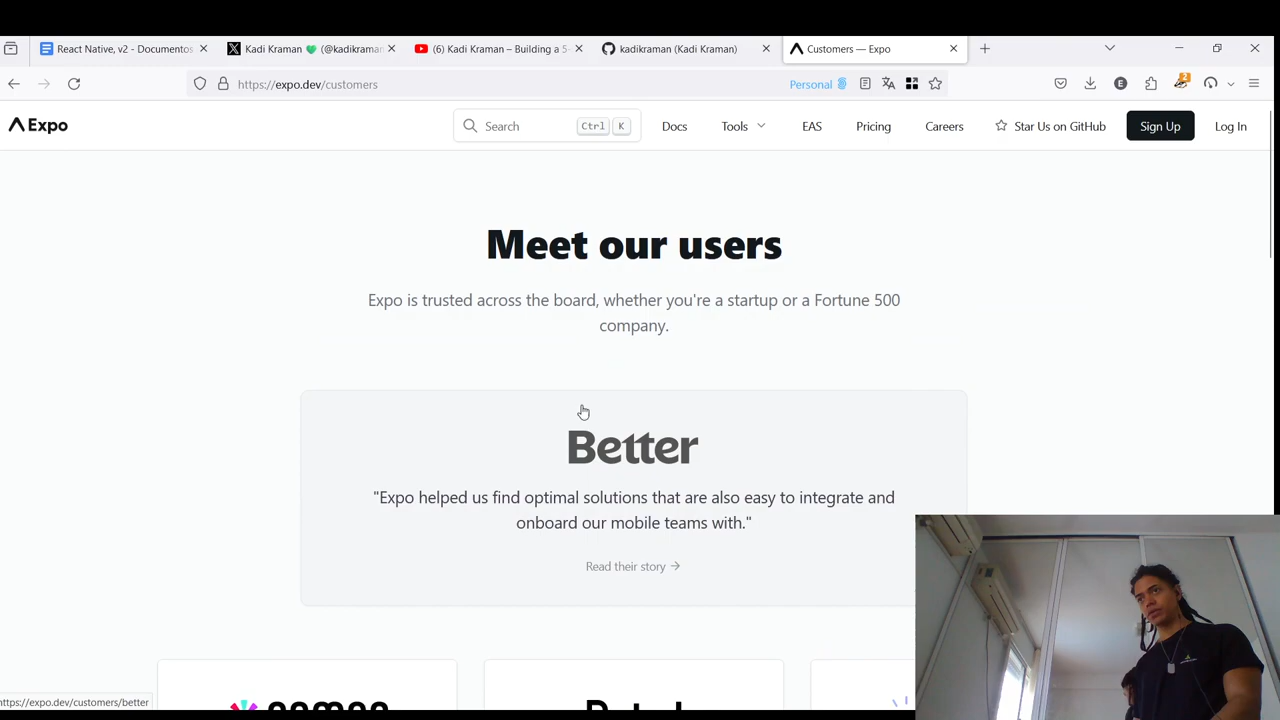 React Native, v2 - Documentos
Kadi Kraman 💚 (@kadikraman
(6) Kadi Kraman – Building a 5-
kadikraman (Kadi Kraman)
Customers — Expo
https://expo.dev/customers
Personal
2
Expo
Search
Ctrl
K
Docs
Tools
EAS
Pricing
Careers
Star Us on GitHub
Sign Up
Log In
Meet our users
Expo is trusted across the board, whether you're a startup or a Fortune 500
company.
Better
"Expo helped us find optimal solutions that are also easy to integrate and
onboard our mobile teams with."
Read their story →
https://expo.dev/customers/better